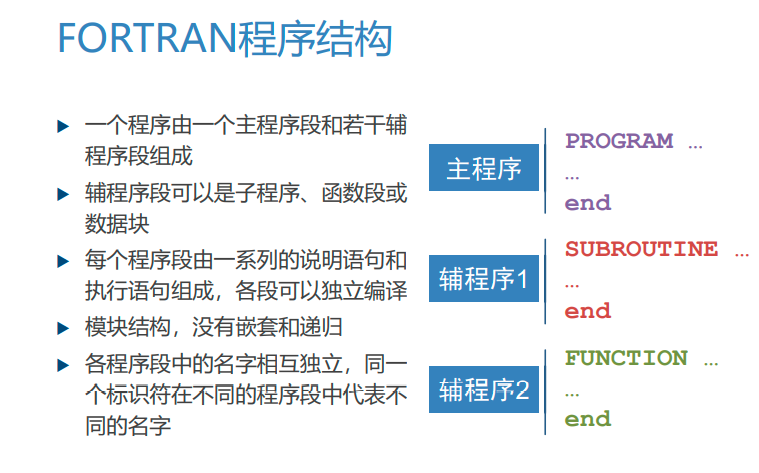 FORTRAN程序结构
一个程序由一个主程序段和若干辅
程序段组成
辅程序段可以是子程序、函数段或
数据块
每个程序段由一系列的说明语句和
执行语句组成，各段可以独立编译
模块结构，没有嵌套和递归
各程序段中的名字相互独立，同一
个标识符在不同的程序段中代表不
同的名字
主程序
PROGRAM …
…
end
辅程序1
SUBROUTINE …
…
end
辅程序2
FUNCTION …
…
end